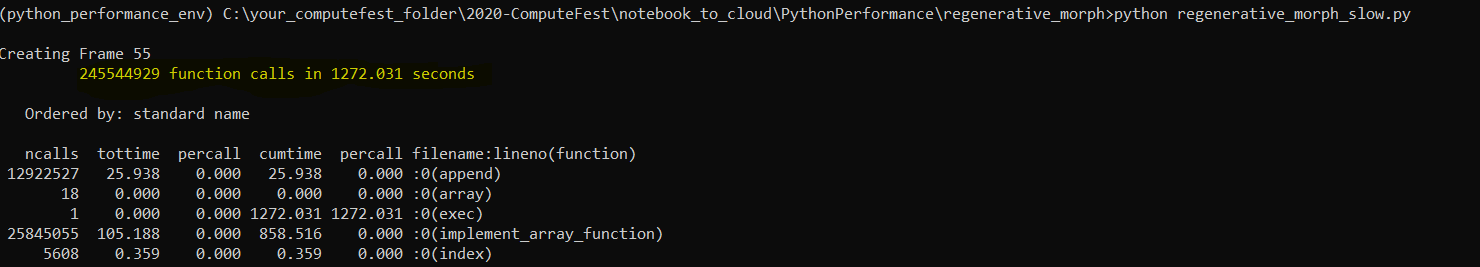 (python_performance_env) C:\your_computefest_folder\2020-ComputeFest\notebook_to_cloud\PythonPerformance\regenerative_morph>python regenerative_morph_slow.py
Creating Frame 55
245544929 function calls in 1272.031 seconds
Ordered by: standard name
ncalls tottime percall cumtime percall filename:lineno(function)
12922527 25.938 0.000 25.938 0.000 :0(append)
18 0.000 0.000 0.000 0.000 :0(array)
1 0.000 0.000 1272.031 1272.031 :0(exec)
25845055 105.188 0.000 858.516 0.000 :0(implement_array_function)
5608 0.359 0.000 0.359 0.000 :0(index)